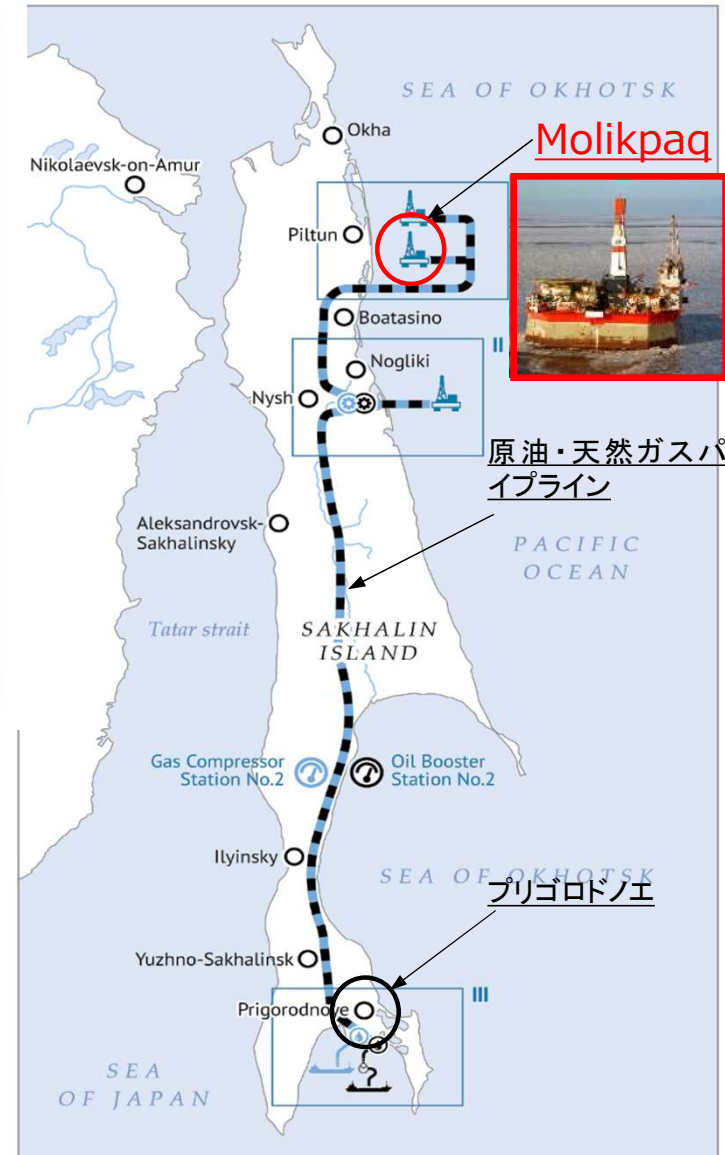 SEA OF OKHOTSK
Okha
Molikpaq
Nikolaevsk-on-Amur
Piltun
Boatasino
II
Nogliki
Nysh
原油・天然ガスパ
イプライン
Aleksandrovsk-
Sakhalinsky
PACIFIC
OCEAN
Tatar strait
SAKHALIN
ISLAND
Gas Compressor
Station No.2
Oil Booster
Station No.2
Ilyinsky
SEA OF OKHOTSK
プリゴロドノエ
Yuzhno-Sakhalinsk
Prigorodnoye
III
SEA
OF JAPAN